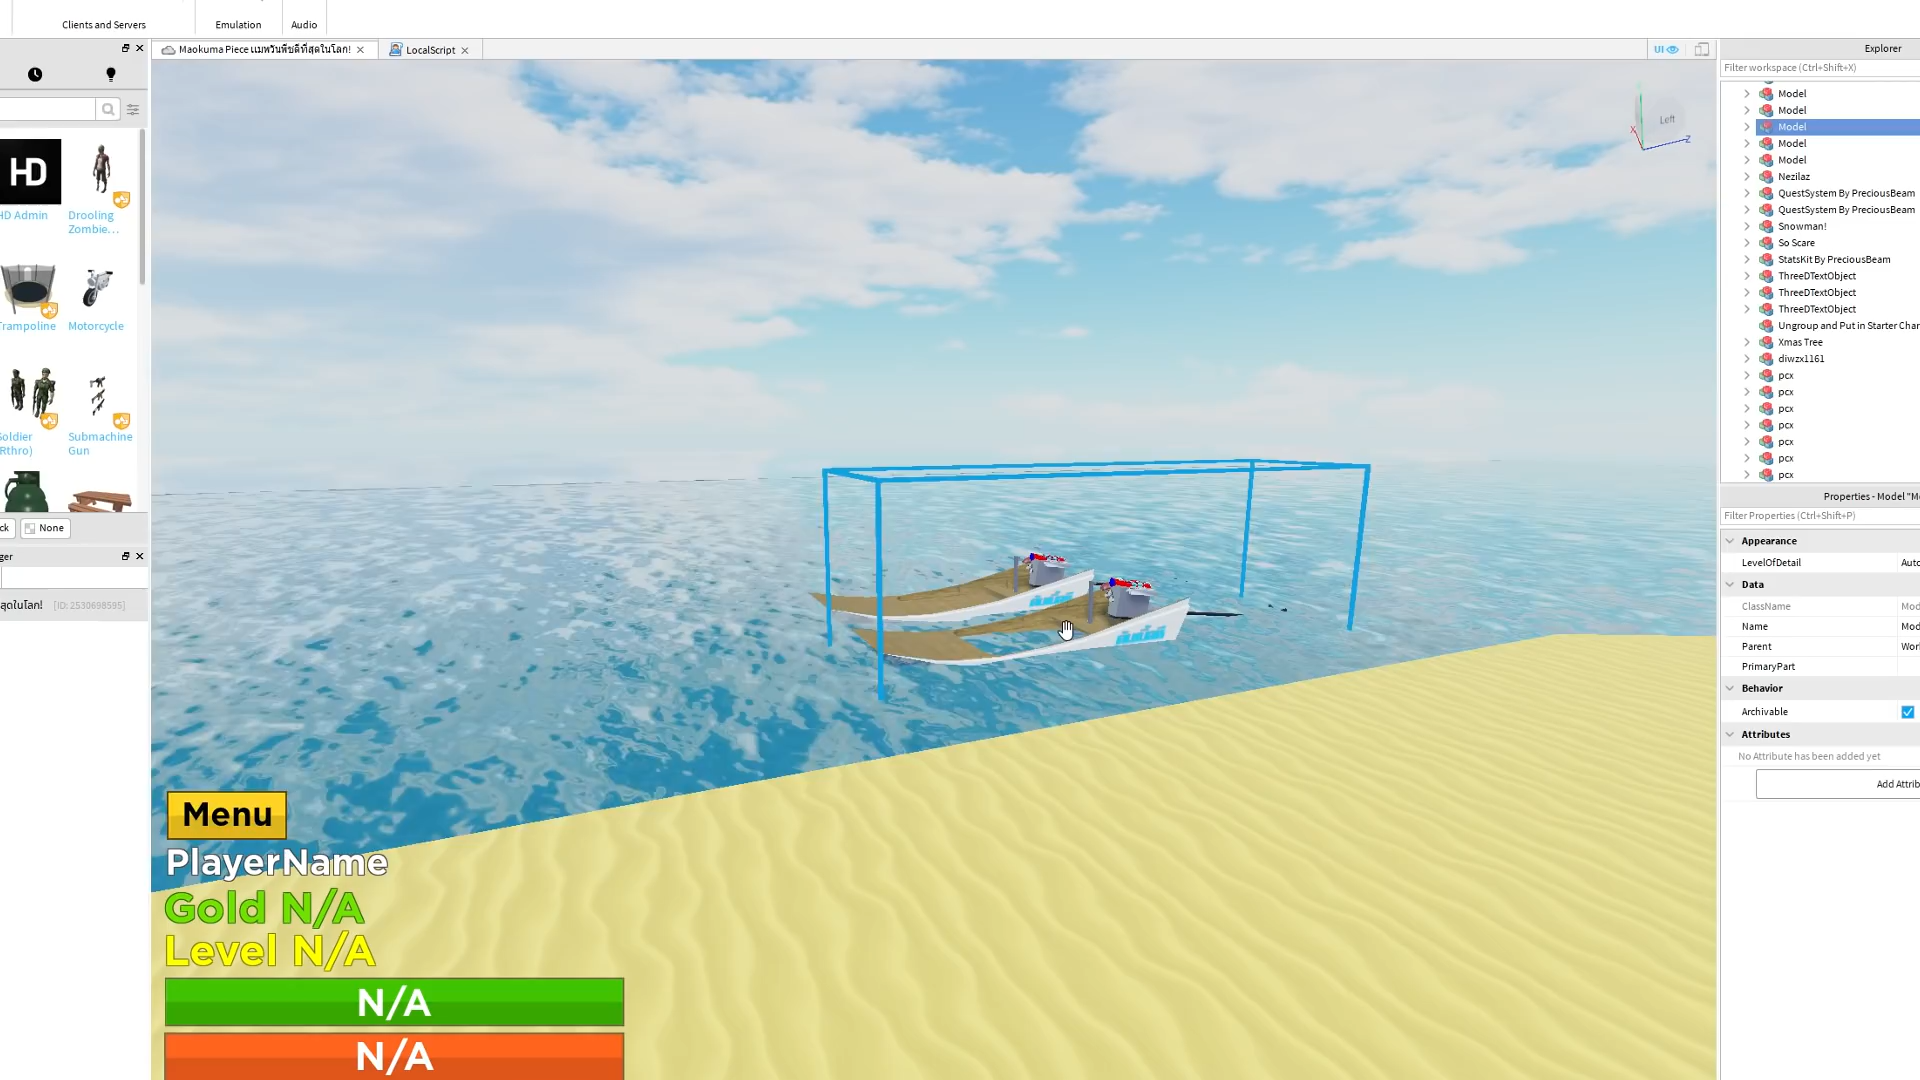 Clients and Servers
Emulation
Audio
Maokuma Piece แมพวันพีชดีที่สุดในโลก!
LocalScript
UI
Explorer
Filter workspace (Ctrl+Shift+X)
HD
HD Admin
Drooling
Zombie...
Trampoline
Motorcycle
Soldier
Rthro)
Submachine
Gun
ck
None
ger
สุดในโลก! [ID: 2530698595]
Left
X
Z
Model
Model
Model
Model
Model
Nezilaz
QuestSystem By PreciousBeam
QuestSystem By PreciousBeam
Snowman!
So Scare
StatsKit By PreciousBeam
ThreeDTextObject
ThreeDTextObject
ThreeDTextObject
Ungroup and Put in Starter Char
Xmas Tree
diwzx1161
pcx
pcx
pcx
pcx
pcx
pcx
pcx
Properties - Model "M
Filter Properties (Ctrl+Shift+P)
Appearance
LevelOfDetail Auto
Data
ClassName Mod
Name Mod
Parent Wor
PrimaryPart
Behavior
Archivable
Attributes
No Attribute has been added yet
Add Attrib
Menu
PlayerName
Gold N/A
Level N/A
N/A
N/A